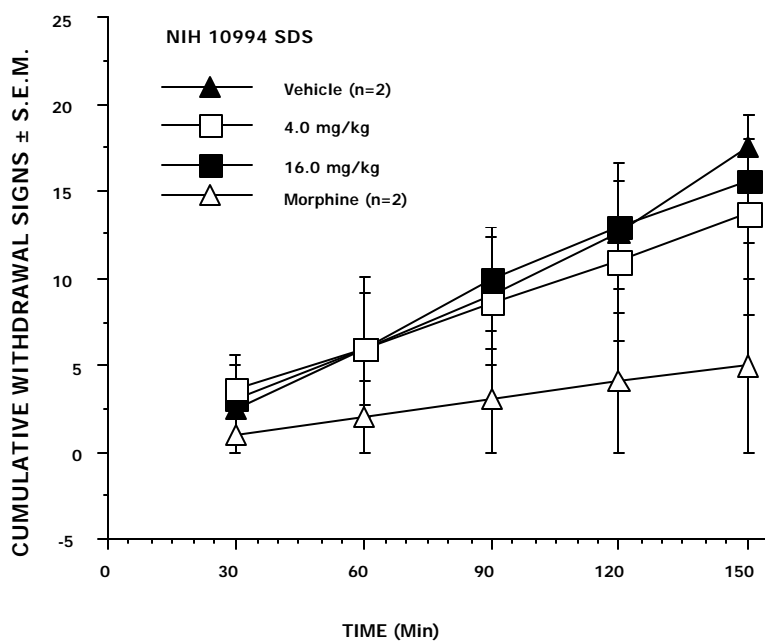 NIH 10994 SDS
Vehicle (n=2)
4.0 mg/kg
16.0 mg/kg
Morphine (n=2)
CUMULATIVE WITHDRAWAL SIGNS ± S.E.M.
25
20
15
10
5
0
-5
0 30 60 90 120 150
TIME (Min)